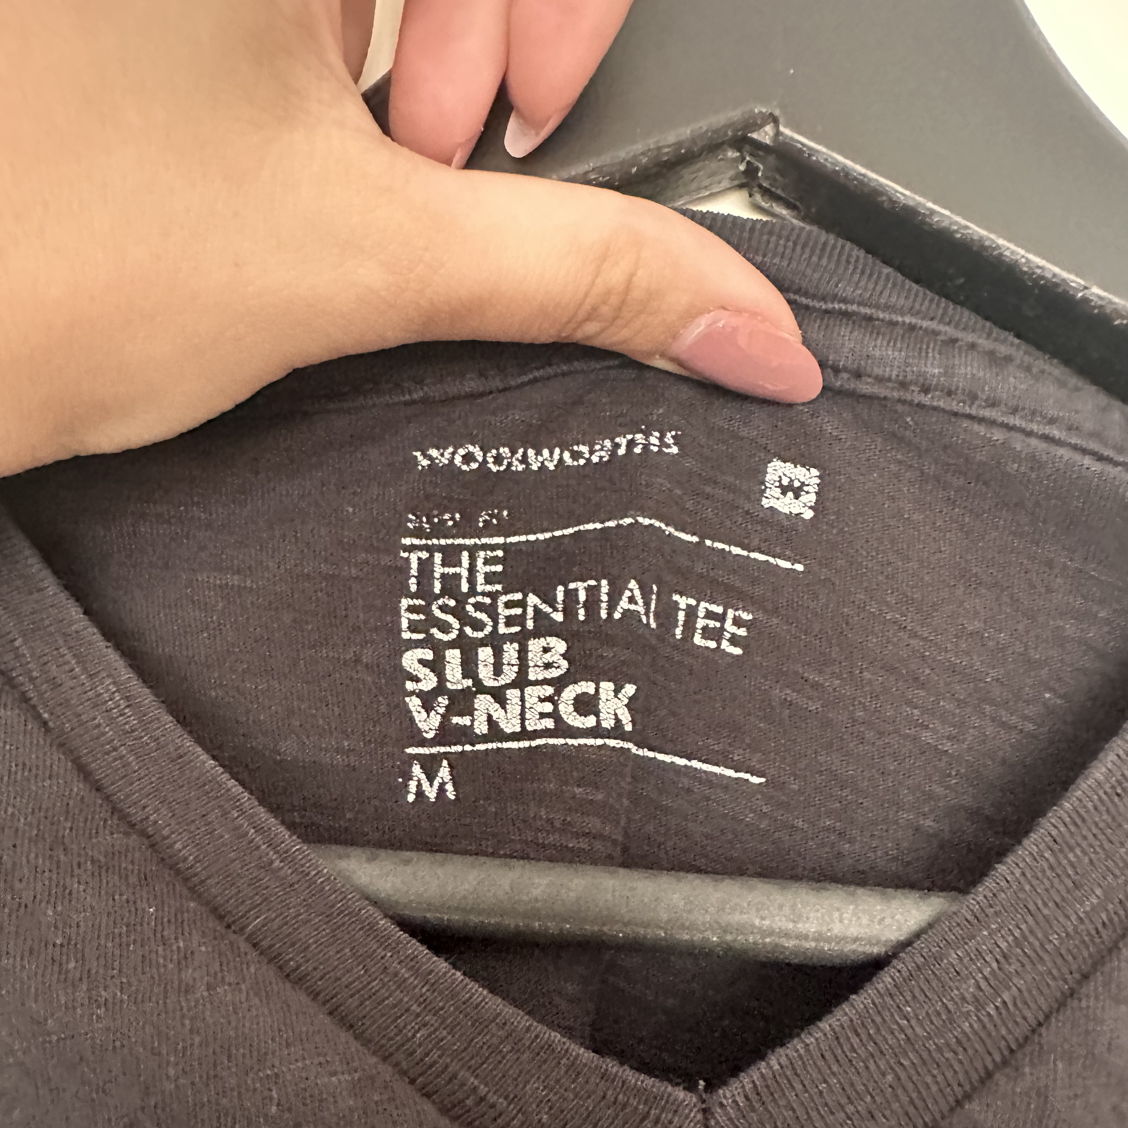 WOOLWORTHS
THE
ESSENTIAL TEE
SLUB
V-NECK
M